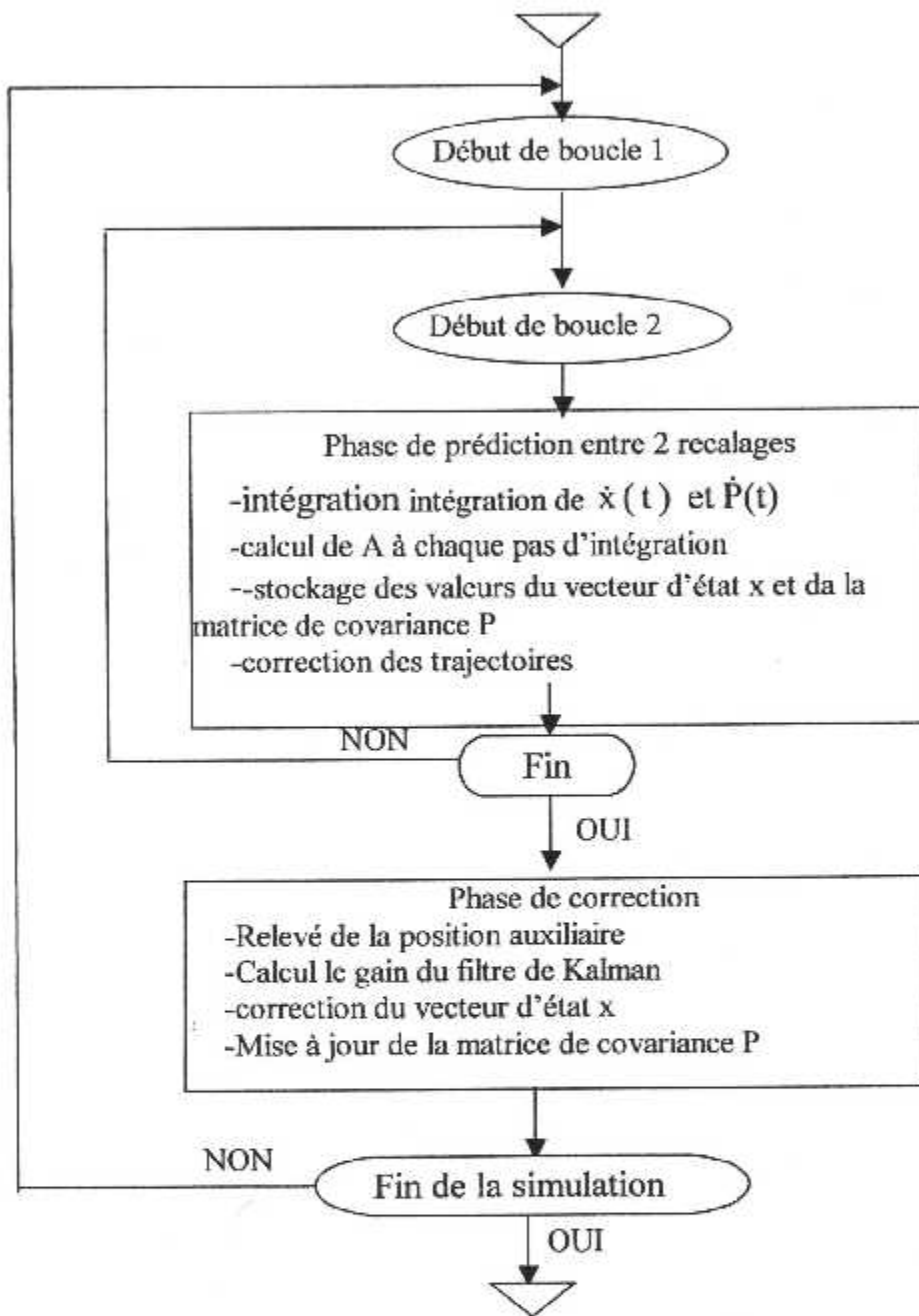 Début de boucle 1
Début de boucle 2
Phase de prédiction entre 2 recalages
-intégration intégration de ẋ(t) et Ṗ(t)
-calcul de A à chaque pas d'intégration
--stockage des valeurs du vecteur d'état x et da la
matrice de covariance P
-correction des trajectoires
NON
Fin
OUI
Phase de correction
-Relevé de la position auxiliaire
-Calcul le gain du filtre de Kalman
-correction du vecteur d'état x
-Mise à jour de la matrice de covariance P
NON
Fin de la simulation
OUI